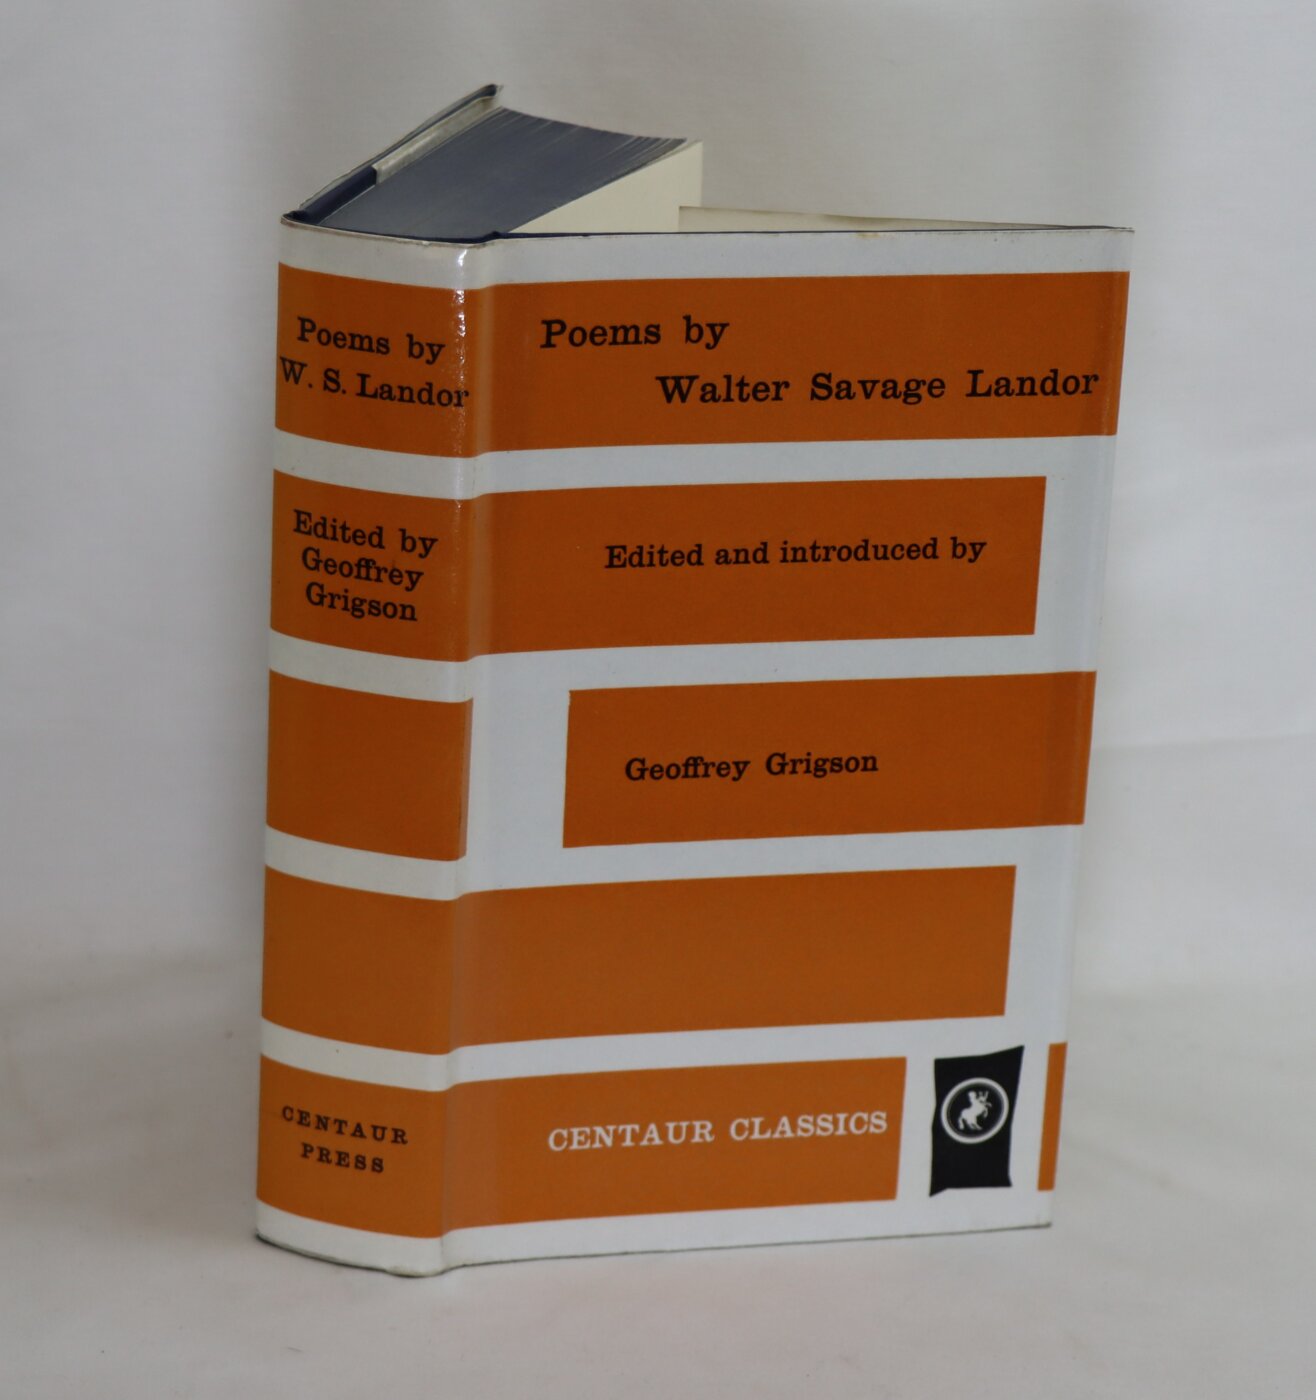 Poems by
W. S. Landor
Edited by
Geoffrey
Grigson
CENTAUR
PRESS
Poems by
Walter Savage Landor
Edited and introduced by
Geoffrey Grigson
CENTAUR CLASSICS